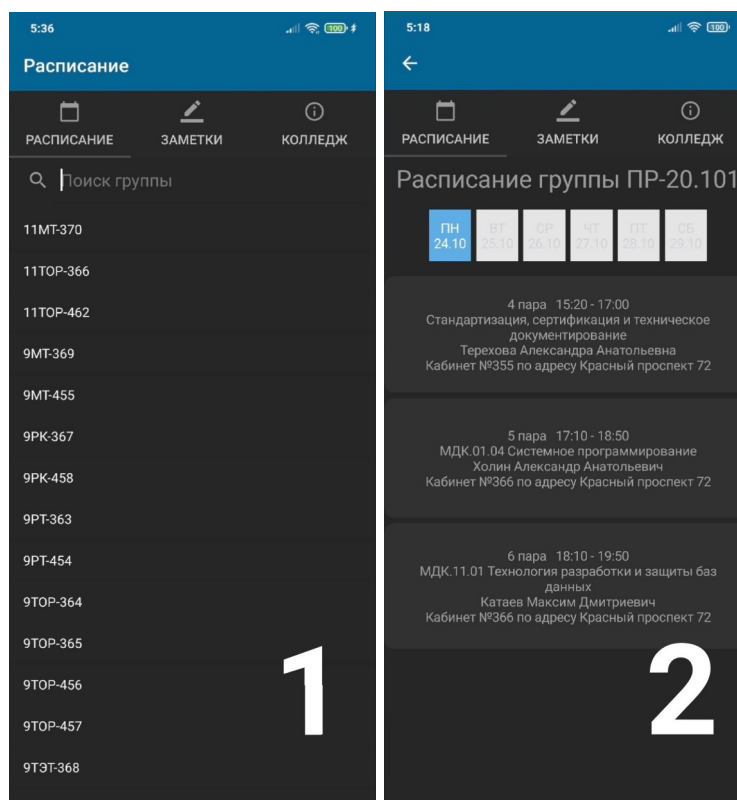 5:36
100
Расписание
РАСПИСАНИЕ ЗАМЕТКИ КОЛЛЕДЖ
Поиск группы
11МТ-370
11ТОР-366
11ТОР-462
9МТ-369
9МТ-455
9РК-367
9РК-458
9РТ-363
9РТ-454
9ТОР-364
9ТОР-365
9ТОР-456
9ТОР-457
9ТЭТ-368
1
5:18
100
РАСПИСАНИЕ ЗАМЕТКИ КОЛЛЕДЖ
Расписание группы ПР-20.101
ПН ВТ СР ЧТ ПТ СБ
24.10 25.10 26.10 27.10 28.10 29.10
4 пара 15:20 - 17:00
Стандартизация, сертификация и техническое
документирование
Терехова Александра Анатольевна
Кабинет №355 по адресу Красный проспект 72
5 пара 17:10 - 18:50
МДК.01.04 Системное программирование
Холин Александр Анатольевич
Кабинет №366 по адресу Красный проспект 72
6 пара 18:10 - 19:50
МДК.11.01 Технология разработки и защиты баз
данных
Катаев Максим Дмитриевич
Кабинет №366 по адресу Красный проспект 72
2